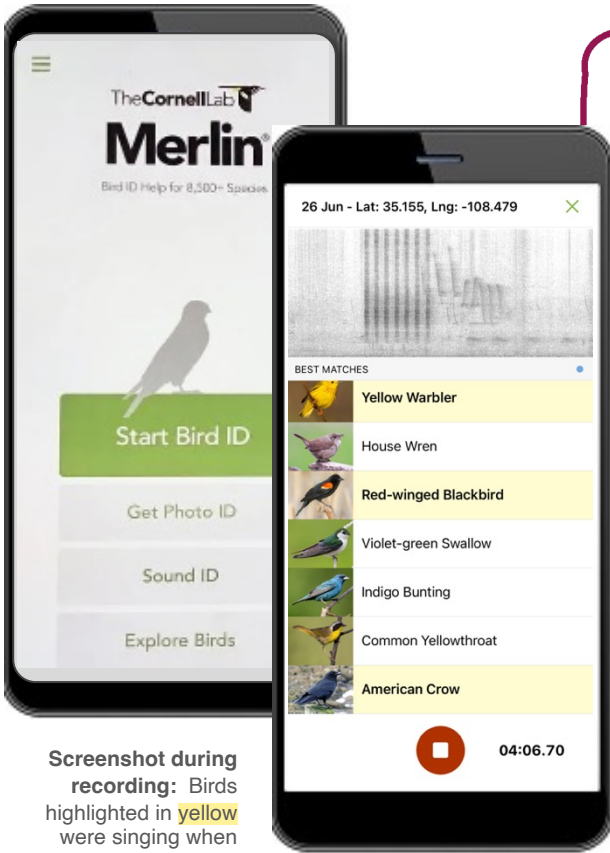 TheCornellLab
Merlin®
Bird ID Help for 8,500+ Species
Start Bird ID
Get Photo ID
Sound ID
Explore Birds
26 Jun - Lat: 35.155, Lng: -108.479
BEST MATCHES
Yellow Warbler
House Wren
Red-winged Blackbird
Violet-green Swallow
Indigo Bunting
Common Yellowthroat
American Crow
04:06.70
Screenshot during
recording: Birds
highlighted in yellow
were singing when